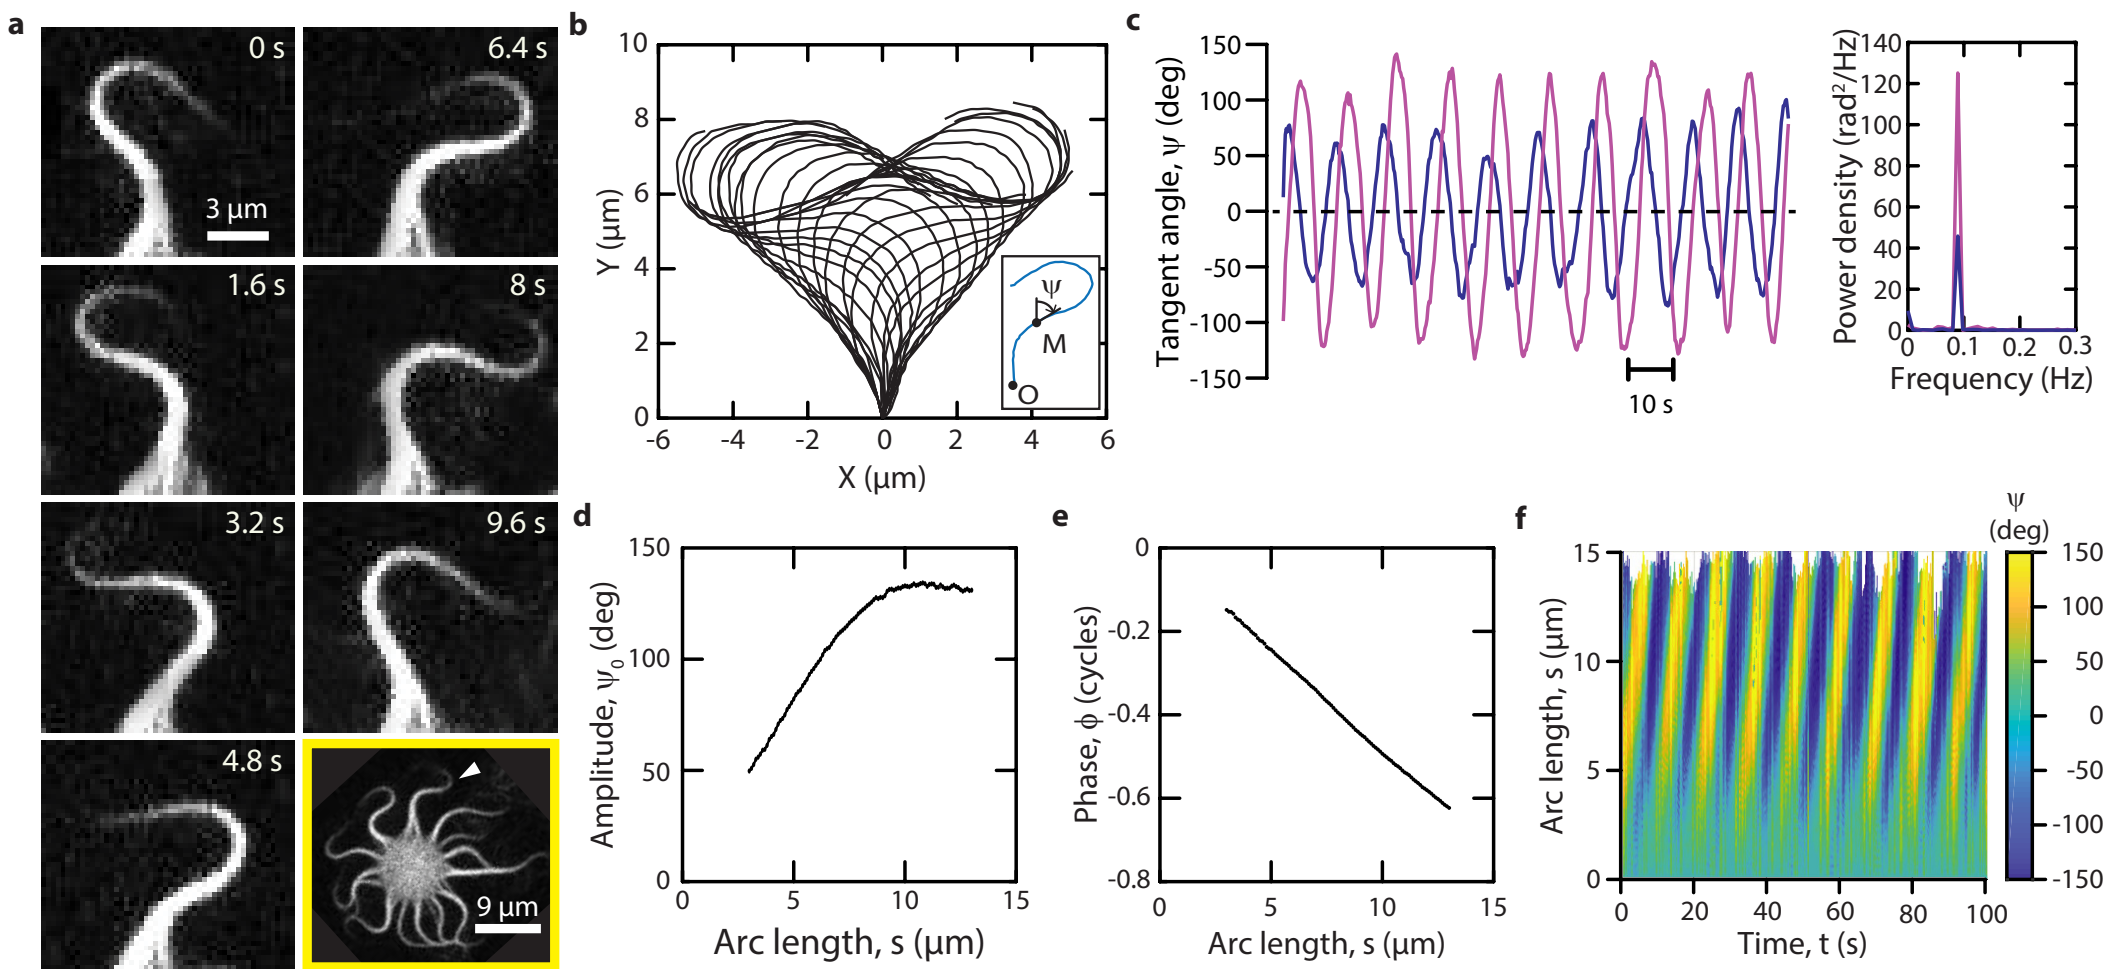 a
0 s
6.4 s
3 µm
1.6 s
8 s
3.2 s
9.6 s
4.8 s
9 µm
b
10
8
6
4
2
0
Y (µm)
-6 -4 -2 0 2 4 6
X (µm)
ψ
M
O
c
150
100
50
0
-50
-100
-150
Tangent angle, ψ (deg)
10 s
140
120
100
80
60
40
20
0
Power density (rad²/Hz)
0 0.1 0.2 0.3
Frequency (Hz)
d
150
100
50
0
Amplitude, ψ₀ (deg)
0 5 10 15
Arc length, s (µm)
e
0
-0.2
-0.4
-0.6
-0.8
Phase, ϕ (cycles)
0 5 10 15
Arc length, s (µm)
f
15
10
5
0
Arc length, s (µm)
0 20 40 60 80 100
Time, t (s)
ψ
(deg)
150
100
50
0
-50
-100
-150